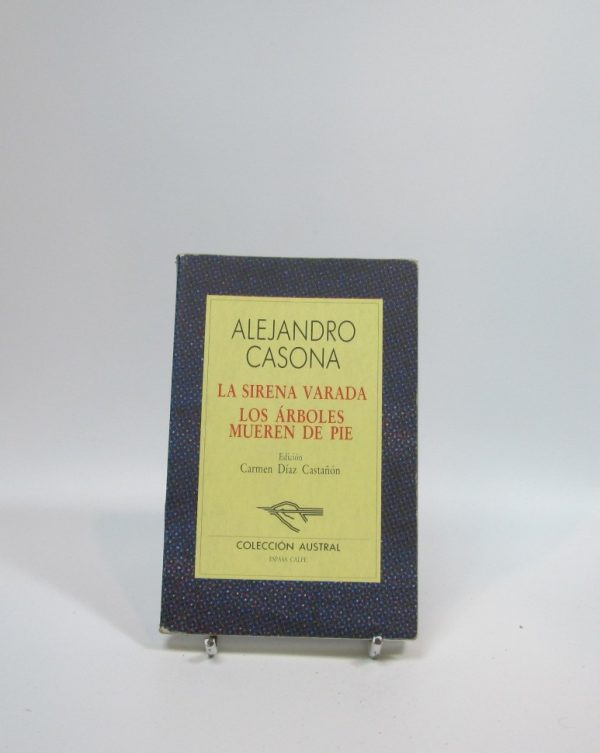 ALEJANDRO
CASONA
LA SIRENA VARADA
LOS ÁRBOLES
MUEREN DE PIE
Edición
Carmen Díaz Castañón
COLECCIÓN AUSTRAL
ESPASA CALPE